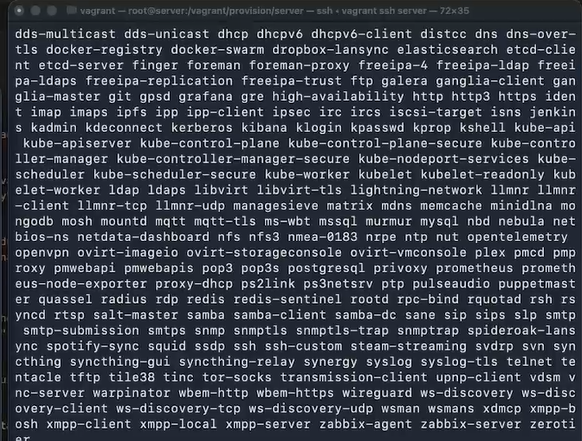 vagrant — root@server:/vagrant/provision/server — ssh • vagrant ssh server — 72×35
dds-multicast dds-unicast dhcp dhcpv6 dhcpv6-client distcc dns dns-over-
tls docker-registry docker-swarm dropbox-lansync elasticsearch etcd-clie
nt etcd-server finger foreman foreman-proxy freeipa-4 freeipa-ldap freei
pa-ldaps freeipa-replication freeipa-trust ftp galera ganglia-client gan
glia-master git gpsd grafana gre high-availability http http3 https iden
t imap imaps ipfs ipp ipp-client ipsec irc ircs iscsi-target isns jenkin
s kadmin kdeconnect kerberos kibana klogin kpasswd kprop kshell kube-api
kube-apiserver kube-control-plane kube-control-plane-secure kube-contro
ller-manager kube-controller-manager-secure kube-nodeport-services kube-
scheduler kube-scheduler-secure kube-worker kubelet kubelet-readonly kub
elet-worker ldap ldaps libvirt libvirt-tls lightning-network llmnr llmnr
-client llmnr-tcp llmnr-udp managesieve matrix mdns memcache minidlna mo
ngodb mosh mountd mqtt mqtt-tls ms-wbt mssql murmur mysql nbd nebula net
bios-ns netdata-dashboard nfs nfs3 nmea-0183 nrpe ntp nut opentelemetry
openvpn ovirt-imageio ovirt-storageconsole ovirt-vmconsole plex pmcd pmp
roxy pmwebapi pmwebapis pop3 pop3s postgresql privoxy prometheus prometh
eus-node-exporter proxy-dhcp ps2link ps3netsrv ptp pulseaudio puppetmast
er quassel radius rdp redis redis-sentinel rootd rpc-bind rquotad rsh rs
yncd rtsp salt-master samba samba-client samba-dc sane sip sips slp smtp
smtp-submission smtps snmp snmptls snmptls-trap snmptrap spideroak-lans
ync spotify-sync squid ssdp ssh ssh-custom steam-streaming svdrp svn syn
cthing syncthing-gui syncthing-relay synergy syslog syslog-tls telnet te
ntacle tftp tile38 tinc tor-socks transmission-client upnp-client vdsm v
nc-server warpinator wbem-http wbem-https wireguard ws-discovery ws-disc
overy-client ws-discovery-tcp ws-discovery-udp wsman wsmans xdmcp xmpp-b
osh xmpp-client xmpp-local xmpp-server zabbix-agent zabbix-server zeroti
er